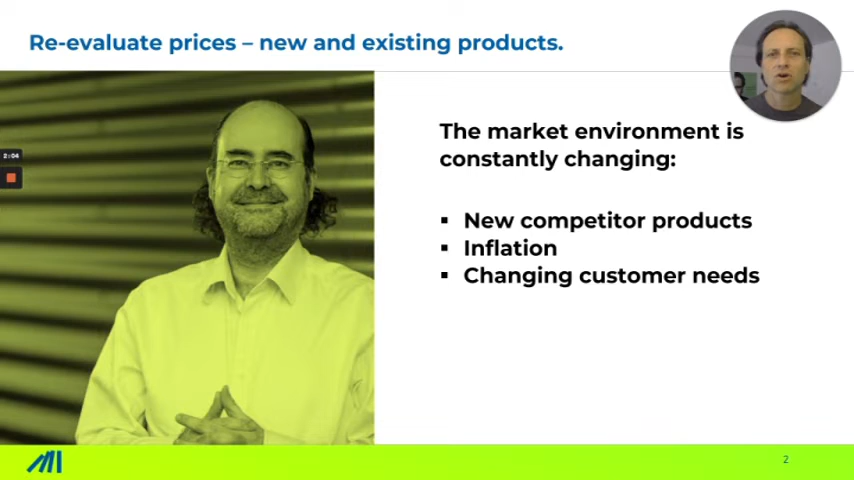 Re-evaluate prices – new and existing products.
2:04
The market environment is
constantly changing:
▪ New competitor products
▪ Inflation
▪ Changing customer needs
2